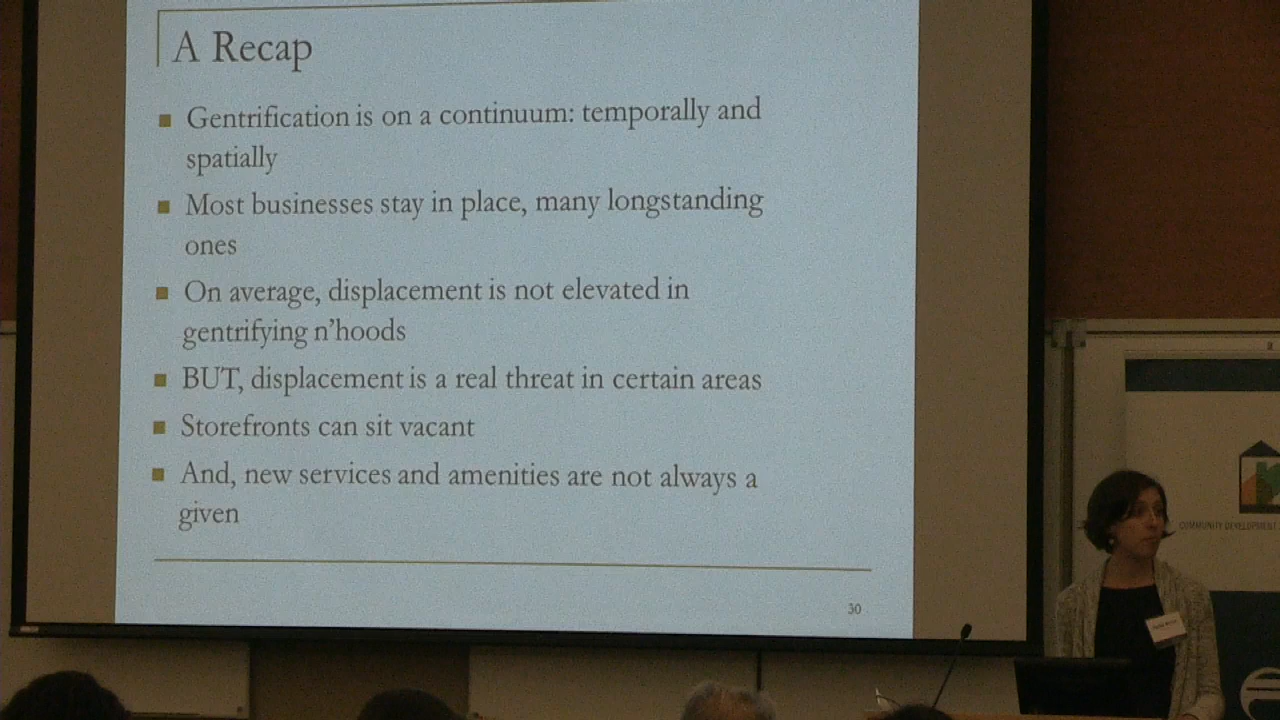 A Recap
Gentrification is on a continuum: temporally and
spatially
Most businesses stay in place, many longstanding
ones
On average, displacement is not elevated in
gentrifying n'hoods
BUT, displacement is a real threat in certain areas
Storefronts can sit vacant
And, new services and amenities are not always a
given
30
COMMUNITY DEVELOPMENT